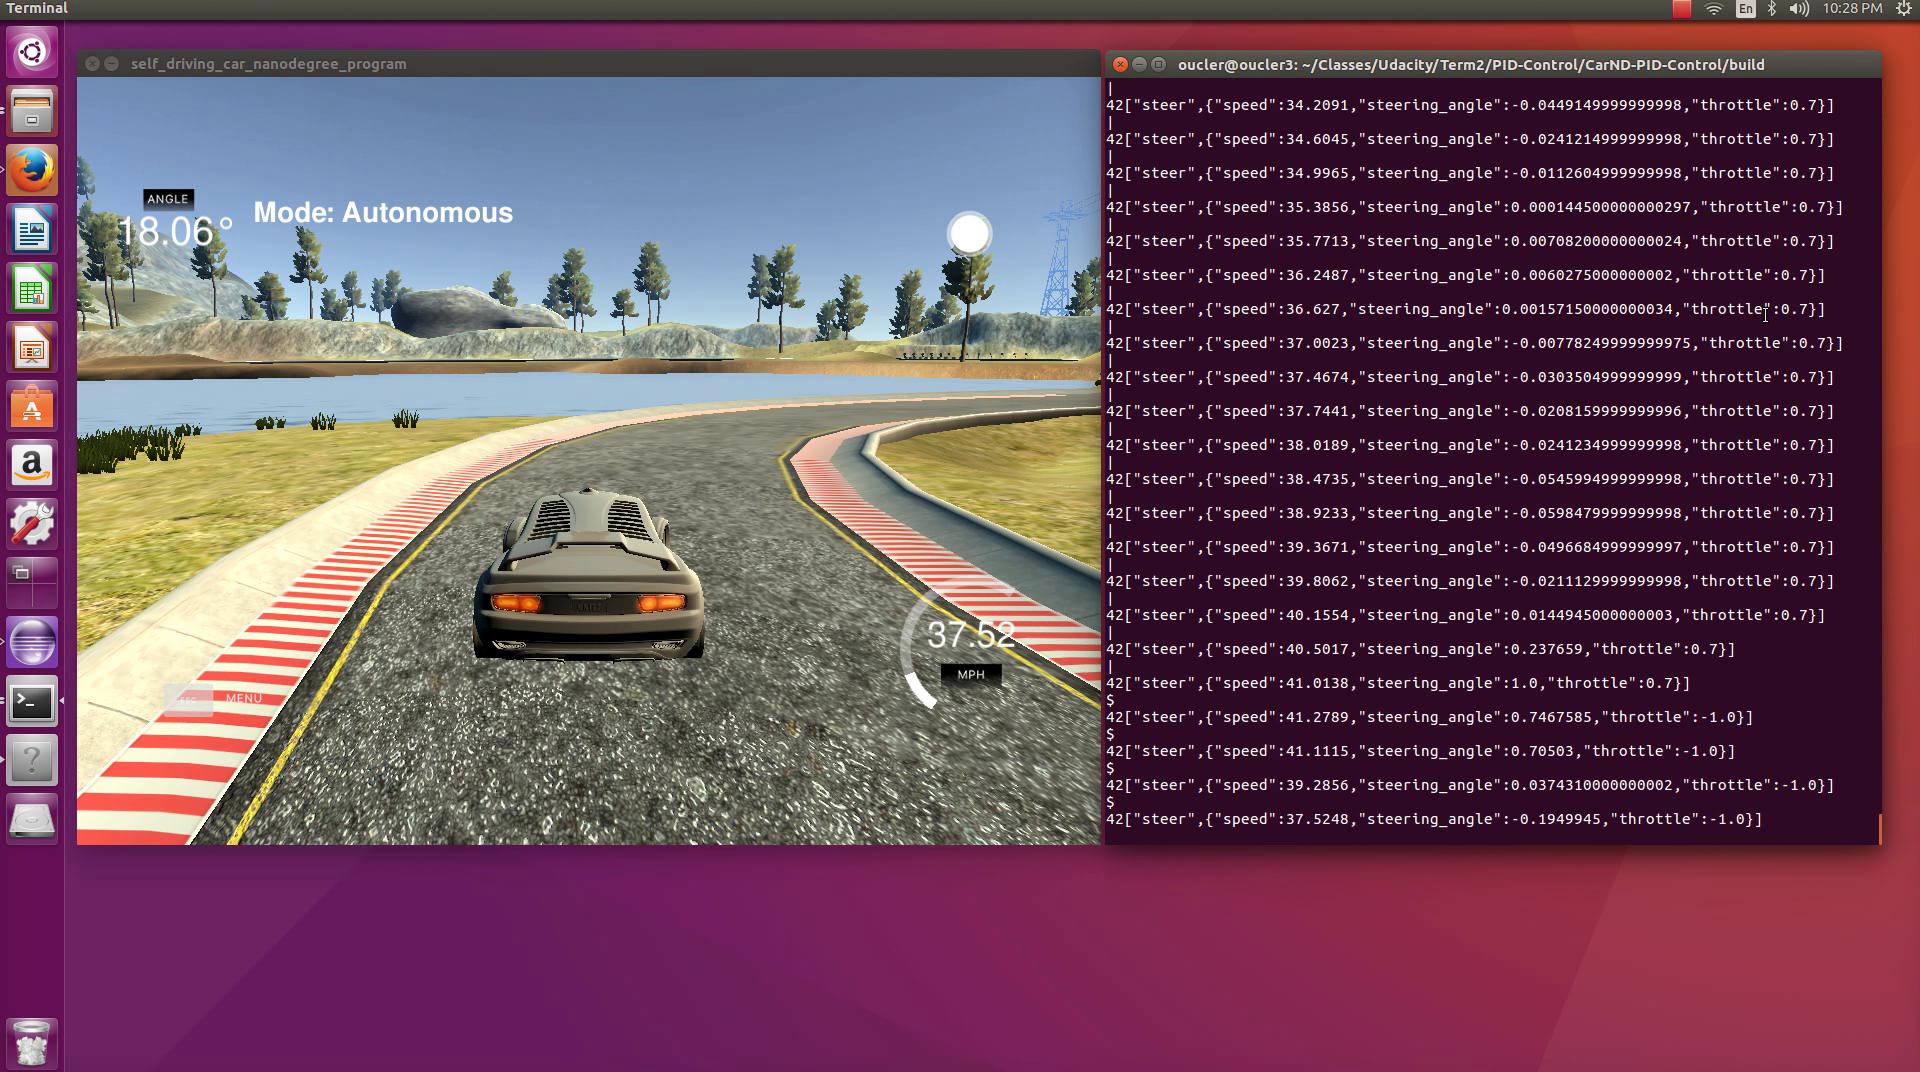 Terminal
En
10:28 PM
self_driving_car_nanodegree_program
ANGLE
18.06°
Mode: Autonomous
37.52
MPH
MENU
oucler@oucler3: ~/Classes/Udacity/Term2/PID-Control/CarND-PID-Control/build
|
42["steer",{"speed":34.2091,"steering_angle":-0.0449149999999998,"throttle":0.7}]
|
42["steer",{"speed":34.6045,"steering_angle":-0.0241214999999998,"throttle":0.7}]
|
42["steer",{"speed":34.9965,"steering_angle":-0.0112604999999998,"throttle":0.7}]
|
42["steer",{"speed":35.3856,"steering_angle":0.000144500000000297,"throttle":0.7}]
|
42["steer",{"speed":35.7713,"steering_angle":0.00708200000000024,"throttle":0.7}]
|
42["steer",{"speed":36.2487,"steering_angle":0.0060275000000002,"throttle":0.7}]
|
42["steer",{"speed":36.627,"steering_angle":0.00157150000000034,"throttle":0.7}]
|
42["steer",{"speed":37.0023,"steering_angle":-0.00778249999999975,"throttle":0.7}]
|
42["steer",{"speed":37.4674,"steering_angle":-0.0303504999999999,"throttle":0.7}]
|
42["steer",{"speed":37.7441,"steering_angle":-0.0208159999999996,"throttle":0.7}]
|
42["steer",{"speed":38.0189,"steering_angle":-0.0241234999999998,"throttle":0.7}]
|
42["steer",{"speed":38.4735,"steering_angle":-0.0545994999999998,"throttle":0.7}]
|
42["steer",{"speed":38.9233,"steering_angle":-0.0598479999999998,"throttle":0.7}]
|
42["steer",{"speed":39.3671,"steering_angle":-0.0496684999999997,"throttle":0.7}]
|
42["steer",{"speed":39.8062,"steering_angle":-0.0211129999999998,"throttle":0.7}]
|
42["steer",{"speed":40.1554,"steering_angle":0.0144945000000003,"throttle":0.7}]
|
42["steer",{"speed":40.5017,"steering_angle":0.237659,"throttle":0.7}]
|
42["steer",{"speed":41.0138,"steering_angle":1.0,"throttle":0.7}]
$
42["steer",{"speed":41.2789,"steering_angle":0.7467585,"throttle":-1.0}]
$
42["steer",{"speed":41.1115,"steering_angle":0.70503,"throttle":-1.0}]
$
42["steer",{"speed":39.2856,"steering_angle":0.0374310000000002,"throttle":-1.0}]
$
42["steer",{"speed":37.5248,"steering_angle":-0.1949945,"throttle":-1.0}]